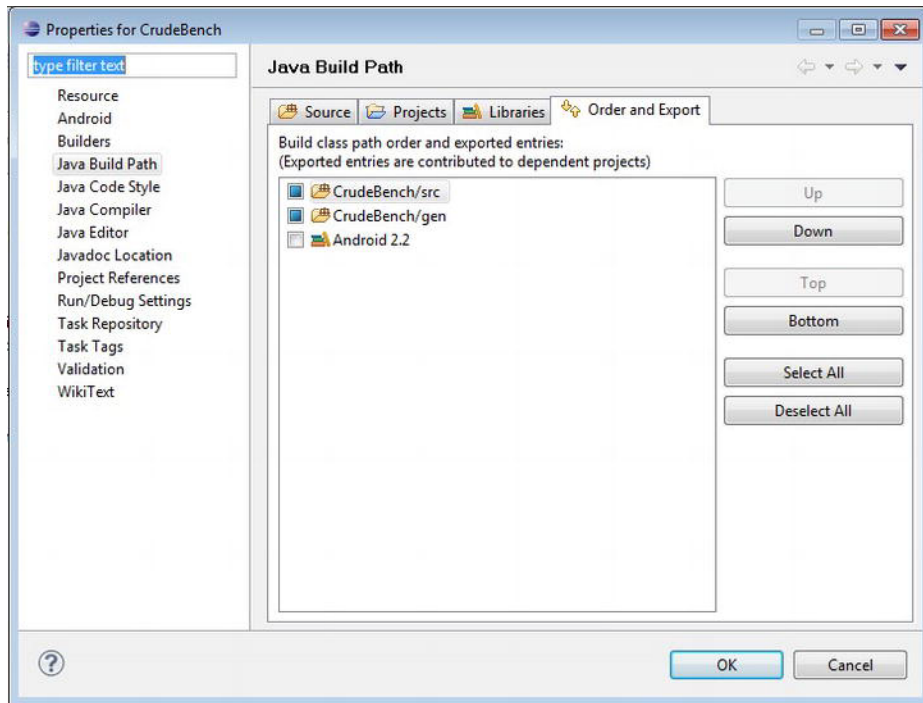 Properties for CrudeBench
type filter text
Resource
Android
Builders
Java Build Path
Java Code Style
Java Compiler
Java Editor
Javadoc Location
Project References
Run/Debug Settings
Task Repository
Task Tags
Validation
WikiText
Java Build Path
Source Projects Libraries Order and Export
Build class path order and exported entries:
(Exported entries are contributed to dependent projects)
CrudeBench/src
CrudeBench/gen
Android 2.2
Up
Down
Top
Bottom
Select All
Deselect All
?
OK Cancel